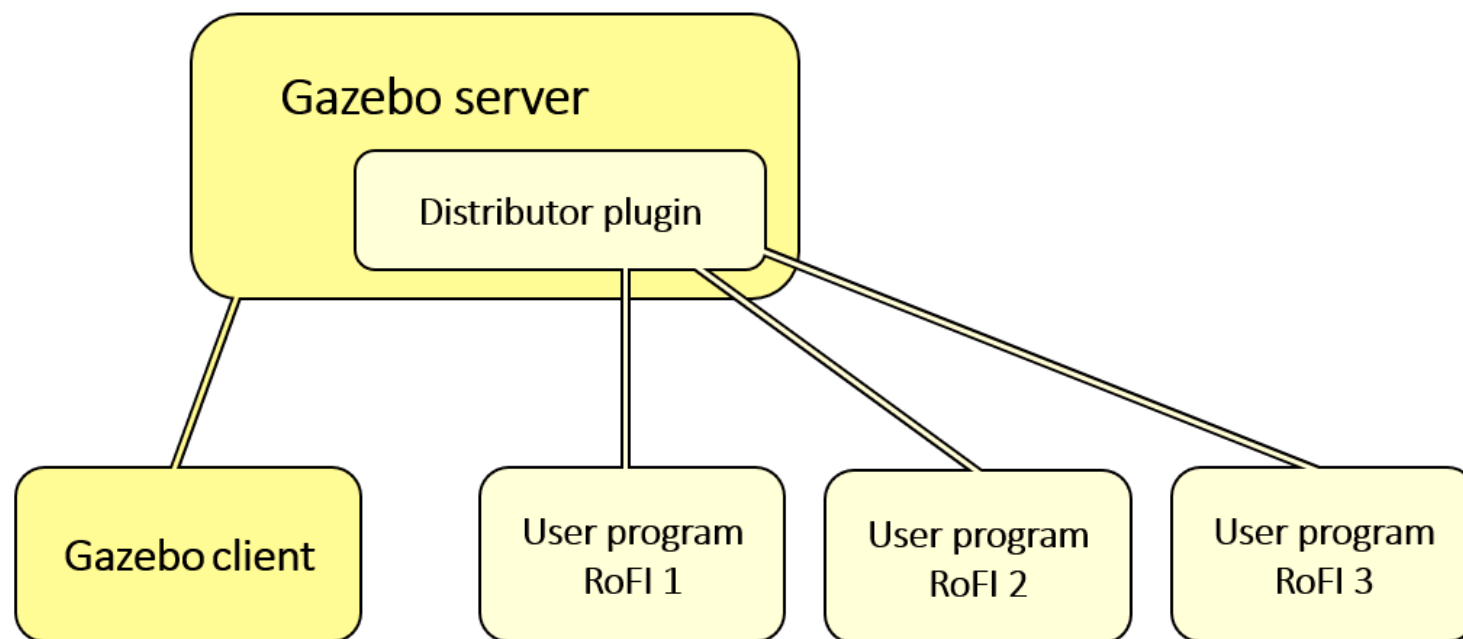 Gazebo server
Distributor plugin
Gazebo client
User program
RoFI 1
User program
RoFI 2
User program
RoFI 3